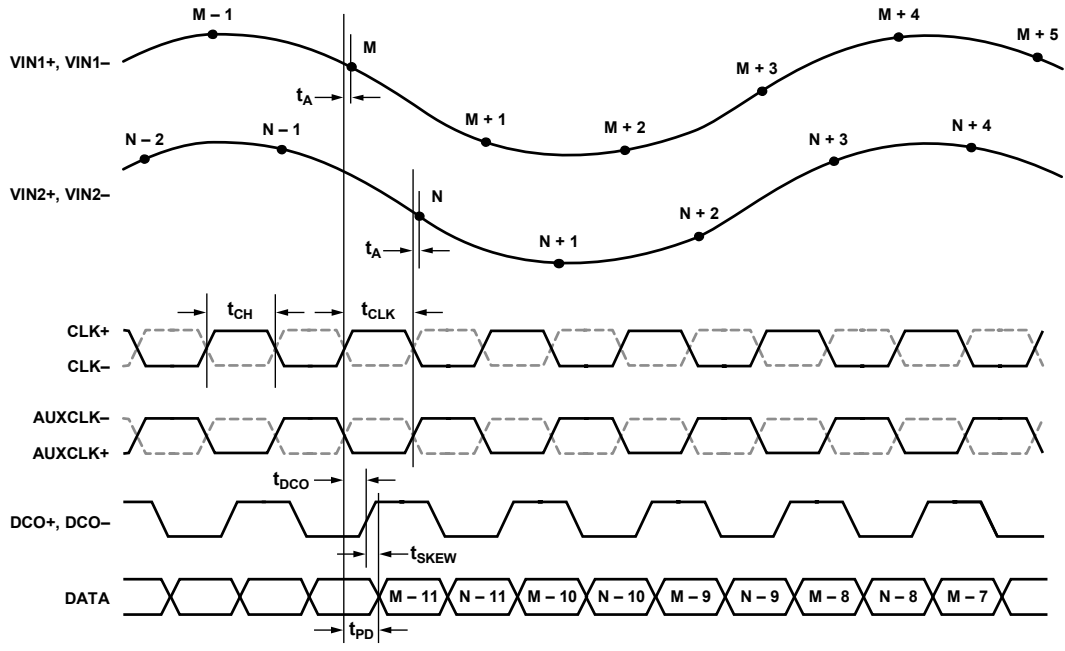 M – 1
M
M + 1
M + 2
M + 3
M + 4
M + 5
VIN1+, VIN1–
tA
N – 2
N – 1
N
N + 1
N + 2
N + 3
N + 4
VIN2+, VIN2–
tA
tCH
tCLK
CLK+
CLK–
AUXCLK–
AUXCLK+
tDCO
DCO+, DCO–
tSKEW
DATA
M – 11
N – 11
M – 10
N – 10
M – 9
N – 9
M – 8
N – 8
M – 7
tPD